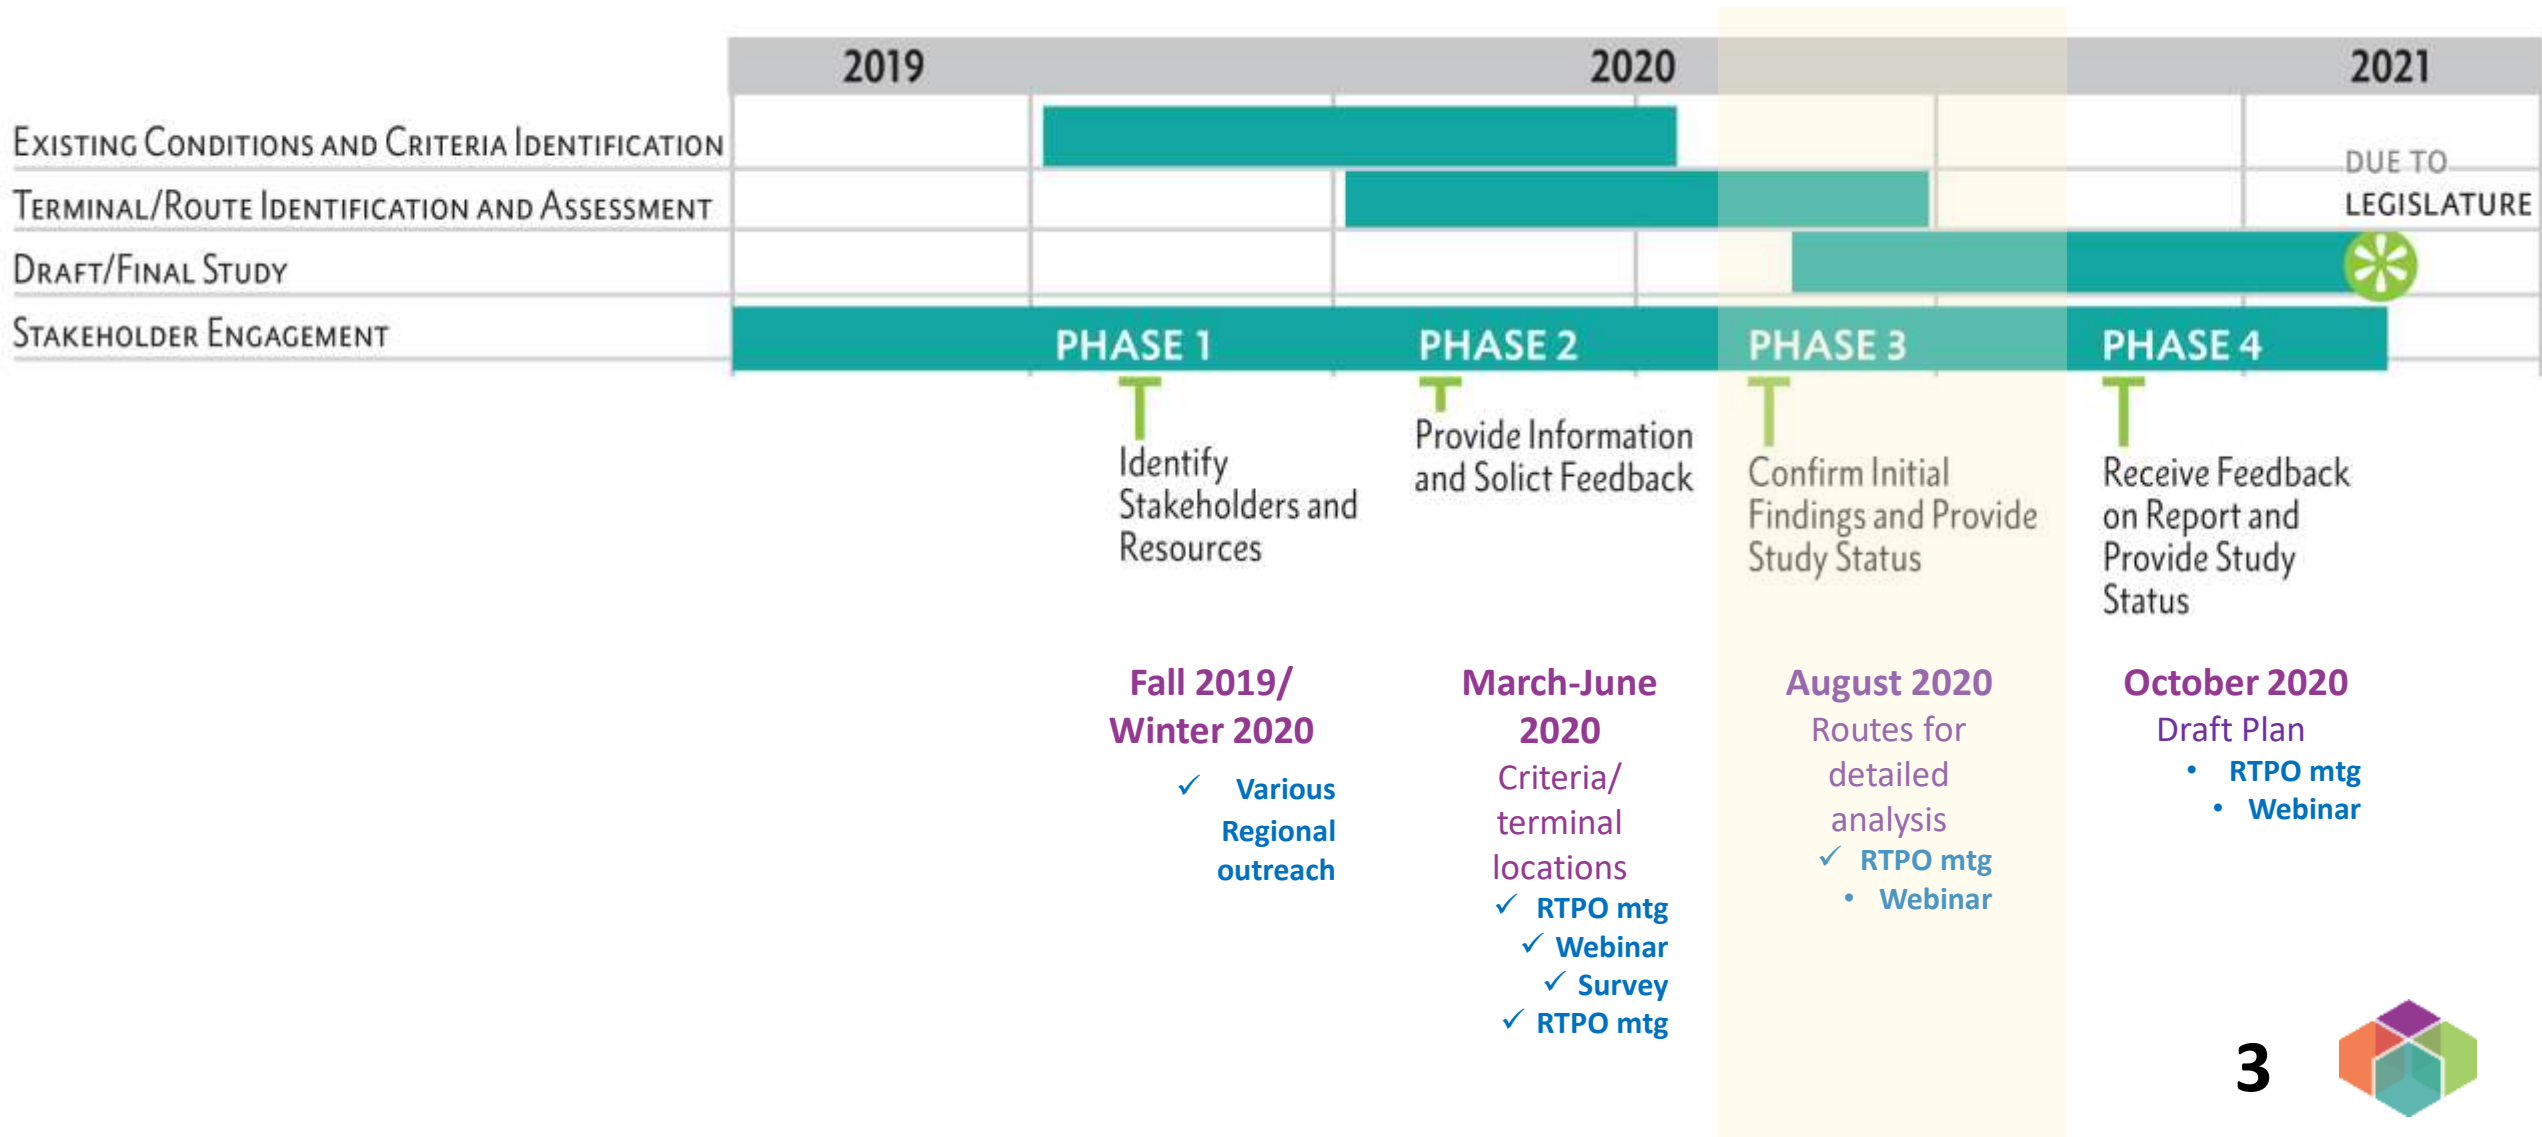 2019 2020 2021
EXISTING CONDITIONS AND CRITERIA IDENTIFICATION
DUE TO
LEGISLATURE
TERMINAL/ROUTE IDENTIFICATION AND ASSESSMENT
DRAFT/FINAL STUDY
STAKEHOLDER ENGAGEMENT
PHASE 1
PHASE 2
PHASE 3
PHASE 4
Identify
Stakeholders and
Resources
Provide Information
and Solict Feedback
Confirm Initial
Findings and Provide
Study Status
Receive Feedback
on Report and
Provide Study
Status
Fall 2019/
Winter 2020
✓ Various
Regional
outreach
March-June
2020
Criteria/
terminal
locations
✓ RTPO mtg
✓ Webinar
✓ Survey
✓ RTPO mtg
August 2020
Routes for
detailed
analysis
✓ RTPO mtg
• Webinar
October 2020
Draft Plan
• RTPO mtg
• Webinar
3